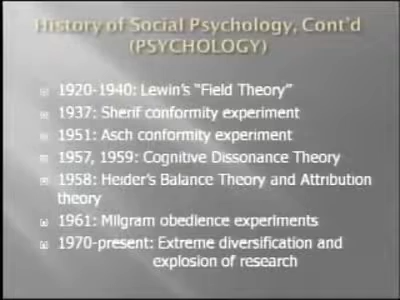 History of Social Psychology, Cont'd
(PSYCHOLOGY)
1920-1940: Lewin's "Field Theory"
1937: Sherif conformity experiment
1951: Asch conformity experiment
1957, 1959: Cognitive Dissonance Theory
1958: Heider's Balance Theory and Attribution
theory
1961: Milgram obedience experiments
1970-present: Extreme diversification and
explosion of research